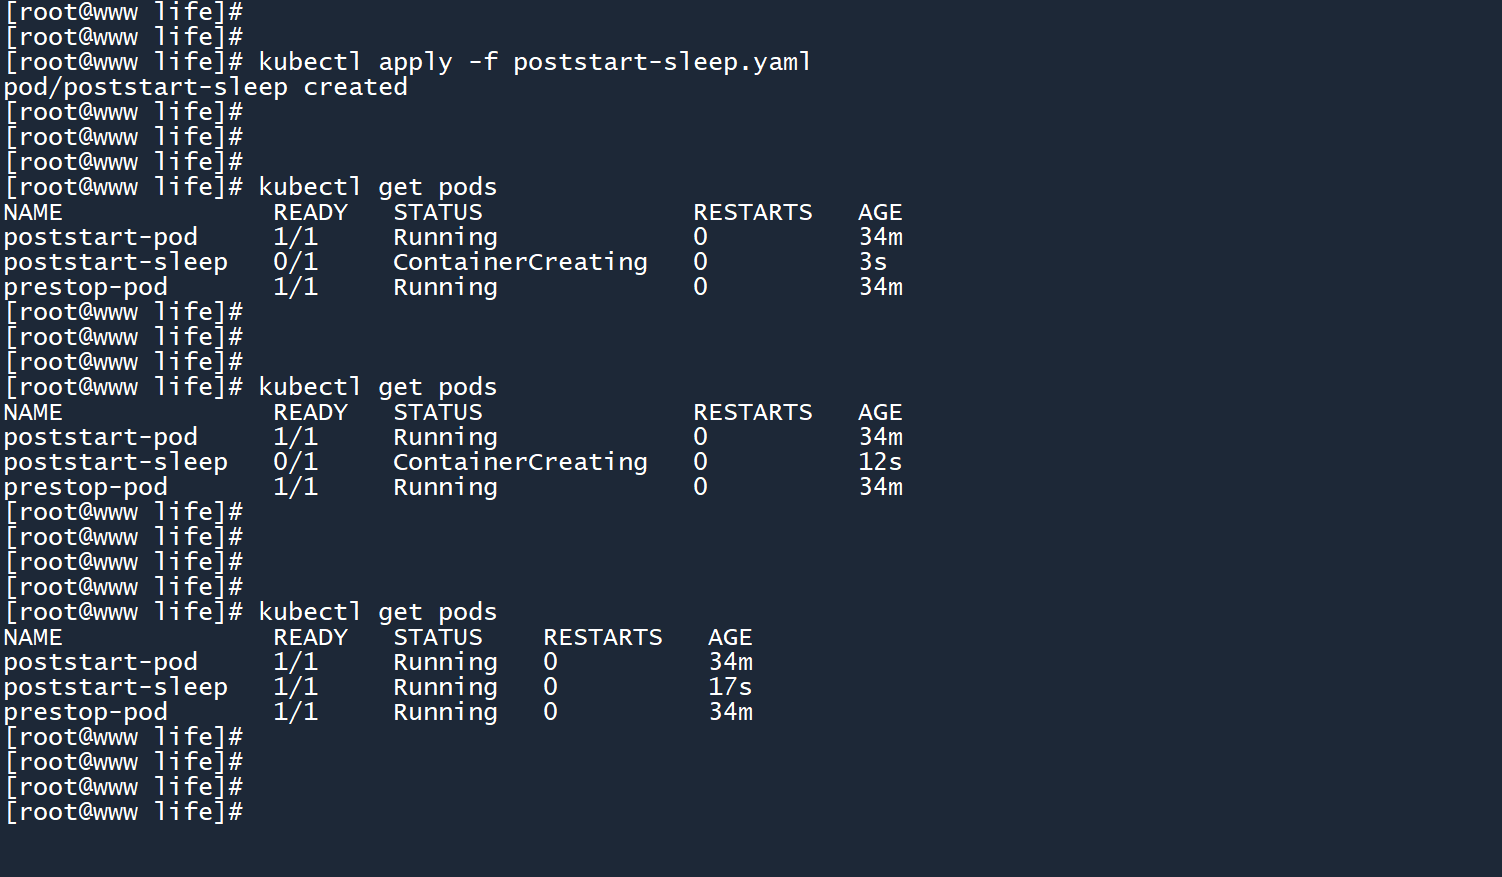 [root@www life]#
[root@www life]#
[root@www life]# kubectl apply -f poststart-sleep.yaml
pod/poststart-sleep created
[root@www life]#
[root@www life]#
[root@www life]#
[root@www life]# kubectl get pods
NAME              READY   STATUS              RESTARTS   AGE
poststart-pod     1/1     Running             0          34m
poststart-sleep   0/1     ContainerCreating   0          3s
prestop-pod       1/1     Running             0          34m
[root@www life]#
[root@www life]#
[root@www life]#
[root@www life]# kubectl get pods
NAME              READY   STATUS              RESTARTS   AGE
poststart-pod     1/1     Running             0          34m
poststart-sleep   0/1     ContainerCreating   0          12s
prestop-pod       1/1     Running             0          34m
[root@www life]#
[root@www life]#
[root@www life]#
[root@www life]#
[root@www life]# kubectl get pods
NAME              READY   STATUS    RESTARTS   AGE
poststart-pod     1/1     Running   0          34m
poststart-sleep   1/1     Running   0          17s
prestop-pod       1/1     Running   0          34m
[root@www life]#
[root@www life]#
[root@www life]#
[root@www life]#